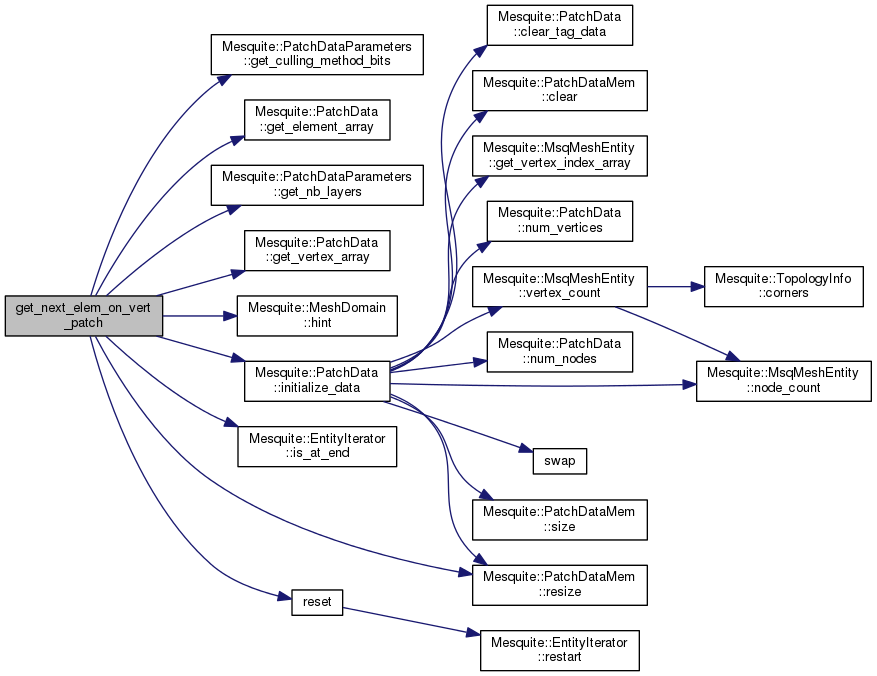 get_next_elem_on_vert
_patch
Mesquite::PatchDataParameters
::get_culling_method_bits
Mesquite::PatchData
::get_element_array
Mesquite::PatchDataParameters
::get_nb_layers
Mesquite::PatchData
::get_vertex_array
Mesquite::MeshDomain
::hint
Mesquite::PatchData
::initialize_data
Mesquite::EntityIterator
::is_at_end
reset
Mesquite::PatchData
::clear_tag_data
Mesquite::PatchDataMem
::clear
Mesquite::MsqMeshEntity
::get_vertex_index_array
Mesquite::PatchData
::num_vertices
Mesquite::MsqMeshEntity
::vertex_count
Mesquite::PatchData
::num_nodes
swap
Mesquite::PatchDataMem
::size
Mesquite::PatchDataMem
::resize
Mesquite::EntityIterator
::restart
Mesquite::TopologyInfo
::corners
Mesquite::MsqMeshEntity
::node_count